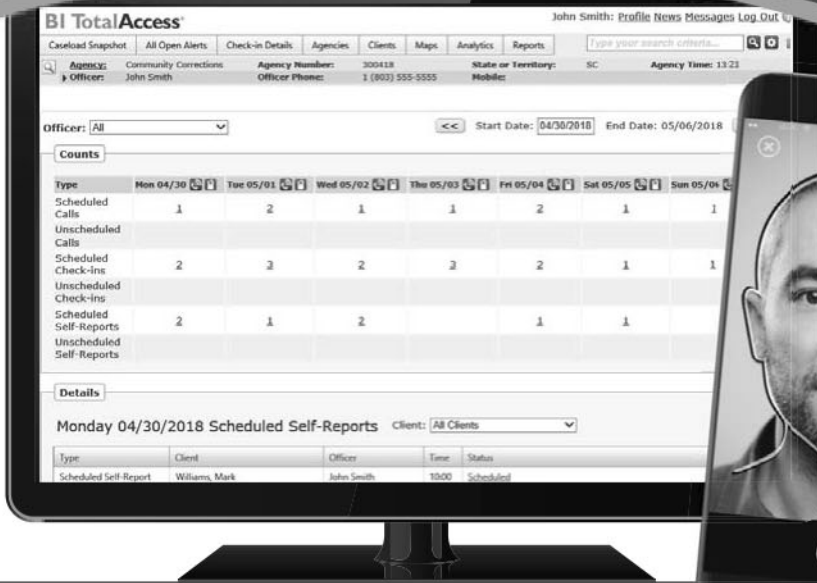 BI TotalAccess
John Smith: Profile News Messages Log Out
Caseload Snapshot All Open Alerts Check-in Details Agencies Clients Maps Analytics Reports Type your search criteria...
Agency: Community Corrections Agency Number: 300418 State or Territory: SC Agency Time: 13:23
Officer: John Smith Officer Phone: 1 (803) 555-5555 Mobile:
Officer: All << Start Date: 04/30/2018 End Date: 05/06/2018
Counts
Type Mon 04/30 Tue 05/01 Wed 05/02 Thu 05/03 Fri 05/04 Sat 05/05 Sun 05/06
Scheduled
Calls 1 2 1 1 2 1 1
Unscheduled
Calls
Scheduled
Check-ins 2 3 2 3 2 1 1
Unscheduled
Check-ins
Scheduled
Self-Reports 2 1 2 1 1
Unscheduled
Self-Reports
Details
Monday 04/30/2018 Scheduled Self-Reports Client: All Clients
Type Client Officer Time Status
Scheduled Self-Report Williams, Mark John Smith 10:00 Scheduled